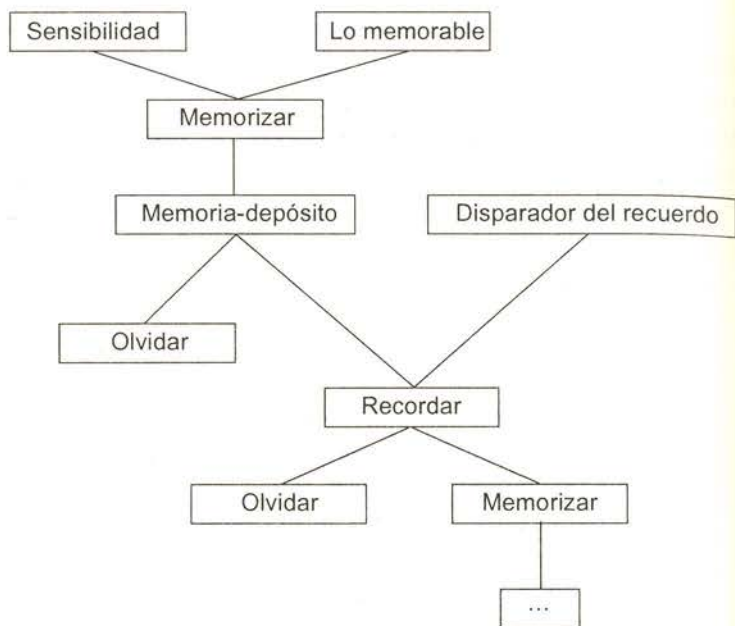 Sensibilidad
Lo memorable
Memorizar
Memoria-depósito
Disparador del recuerdo
Olvidar
Recordar
Olvidar
Memorizar
...